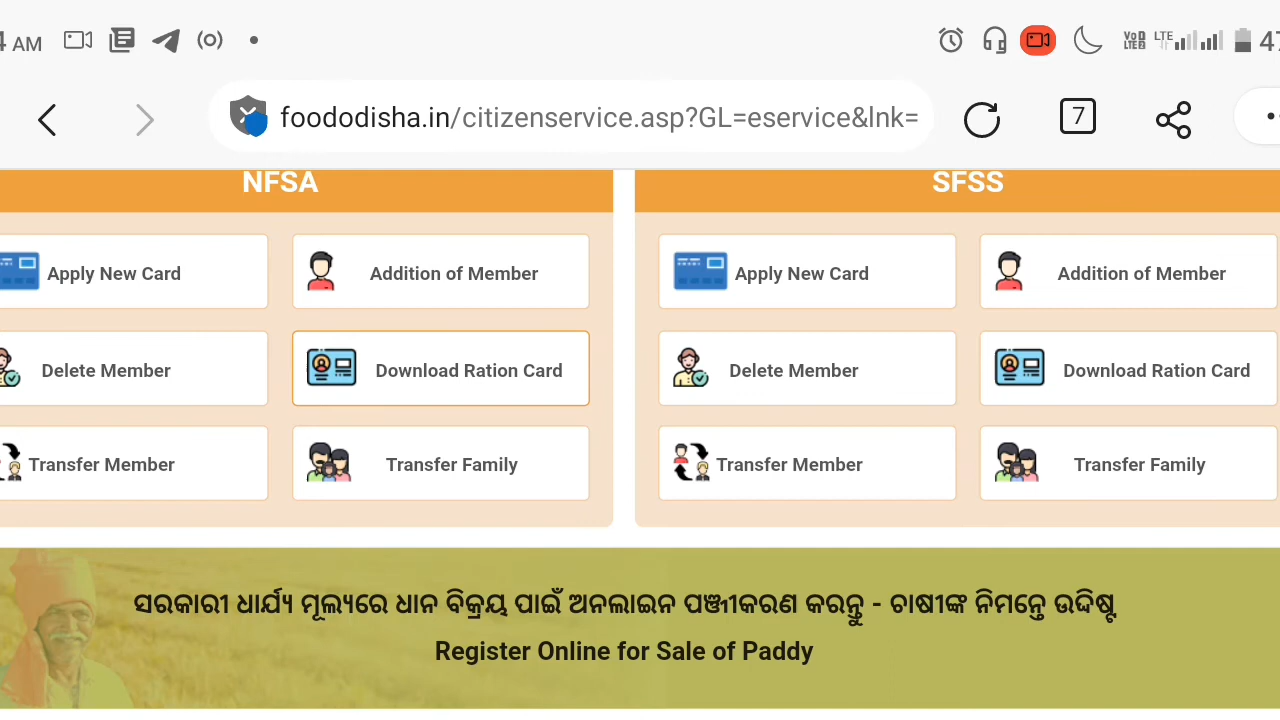 4 AM
VoD LTE2 LTE 47
foododisha.in/citizenservice.asp?GL=eservice&lnk=
7
NFSA
SFSS
Apply New Card
Addition of Member
Apply New Card
Addition of Member
Delete Member
Download Ration Card
Delete Member
Download Ration Card
Transfer Member
Transfer Family
Transfer Member
Transfer Family
ସରକାରୀ ଧାର୍ଯ୍ୟ ମୂଲ୍ୟରେ ଧାନ ବିକ୍ରୟ ପାଇଁ ଅନଲାଇନ ପଞ୍ଜୀକରଣ କରନ୍ତୁ - ଚାଷୀଙ୍କ ନିମନ୍ତେ ଉଦ୍ଦିଷ୍ଟ
Register Online for Sale of Paddy